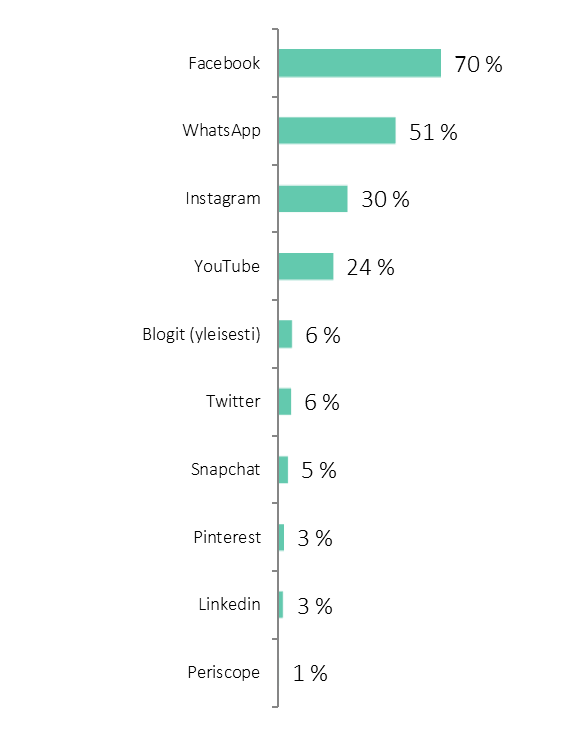 Facebook 70 %
WhatsApp 51 %
Instagram 30 %
YouTube 24 %
Blogit (yleisesti) 6 %
Twitter 6 %
Snapchat 5 %
Pinterest 3 %
Linkedin 3 %
Periscope 1 %